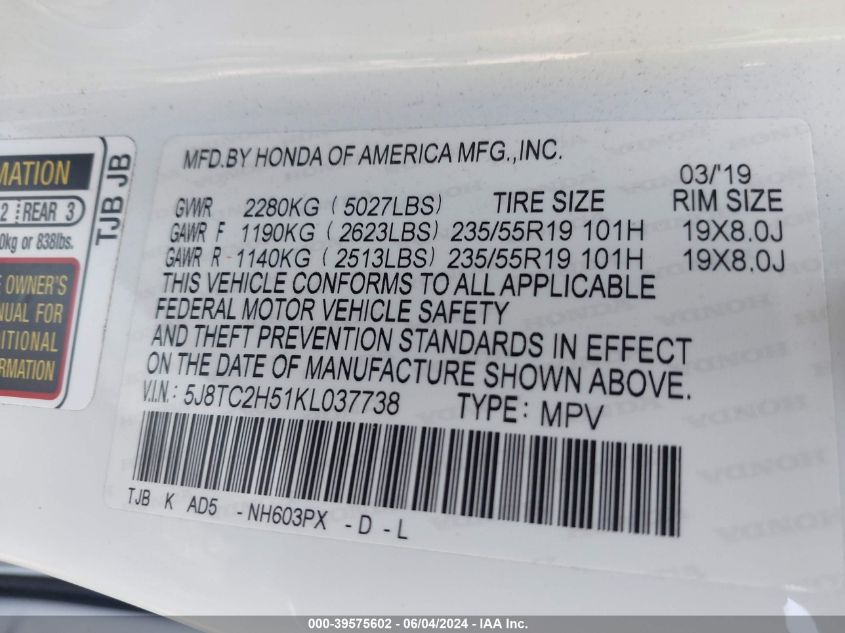 MATION
2 REAR 3
0kg or 838lbs.
E OWNER'S
NUAL FOR
DITIONAL
ORMATION
TJB JB
MFD.BY HONDA OF AMERICA MFG.,INC.
03/'19
GVWR 2280KG (5027LBS) TIRE SIZE RIM SIZE
GAWR F 1190KG (2623LBS) 235/55R19 101H 19X8.0J
GAWR R 1140KG (2513LBS) 235/55R19 101H 19X8.0J
THIS VEHICLE CONFORMS TO ALL APPLICABLE
FEDERAL MOTOR VEHICLE SAFETY
AND THEFT PREVENTION STANDARDS IN EFFECT
ON THE DATE OF MANUFACTURE SHOWN ABOVE.
V.I.N.: 5J8TC2H51KL037738 TYPE: MPV
TJB K AD5 -NH603PX -D -L
HONDA
000-39575602 - 06/04/2024 - IAA Inc.